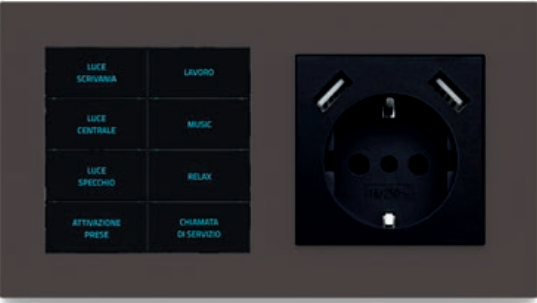 LUCE
SCRIVANIA
LAVORO
LUCE
CENTRALE
MUSIC
LUCE
SPECCHIO
RELAX
ATTIVAZIONE
PRESE
CHIAMATA
DI SERVIZIO